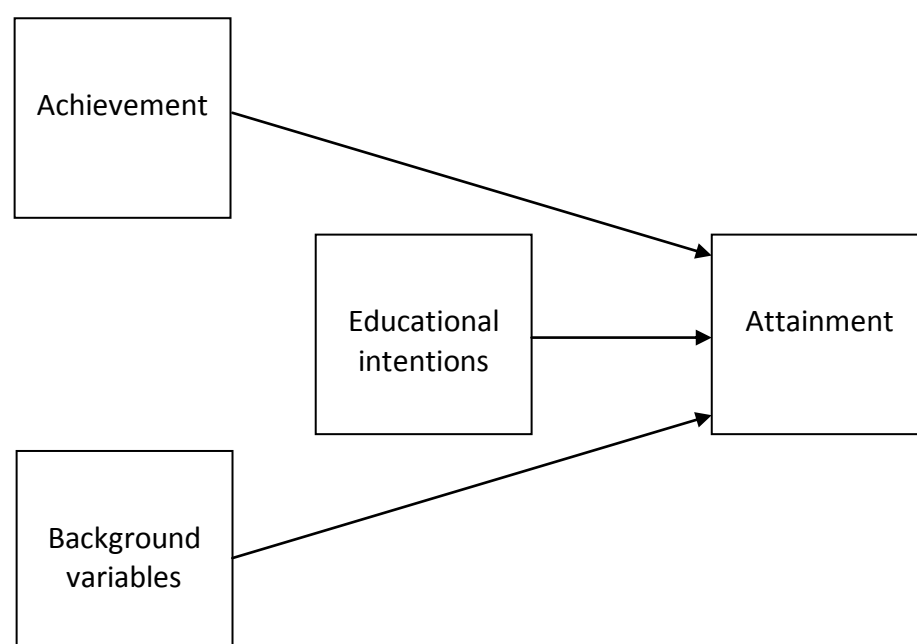 Achievement
Educational
intentions
Attainment
Background
variables